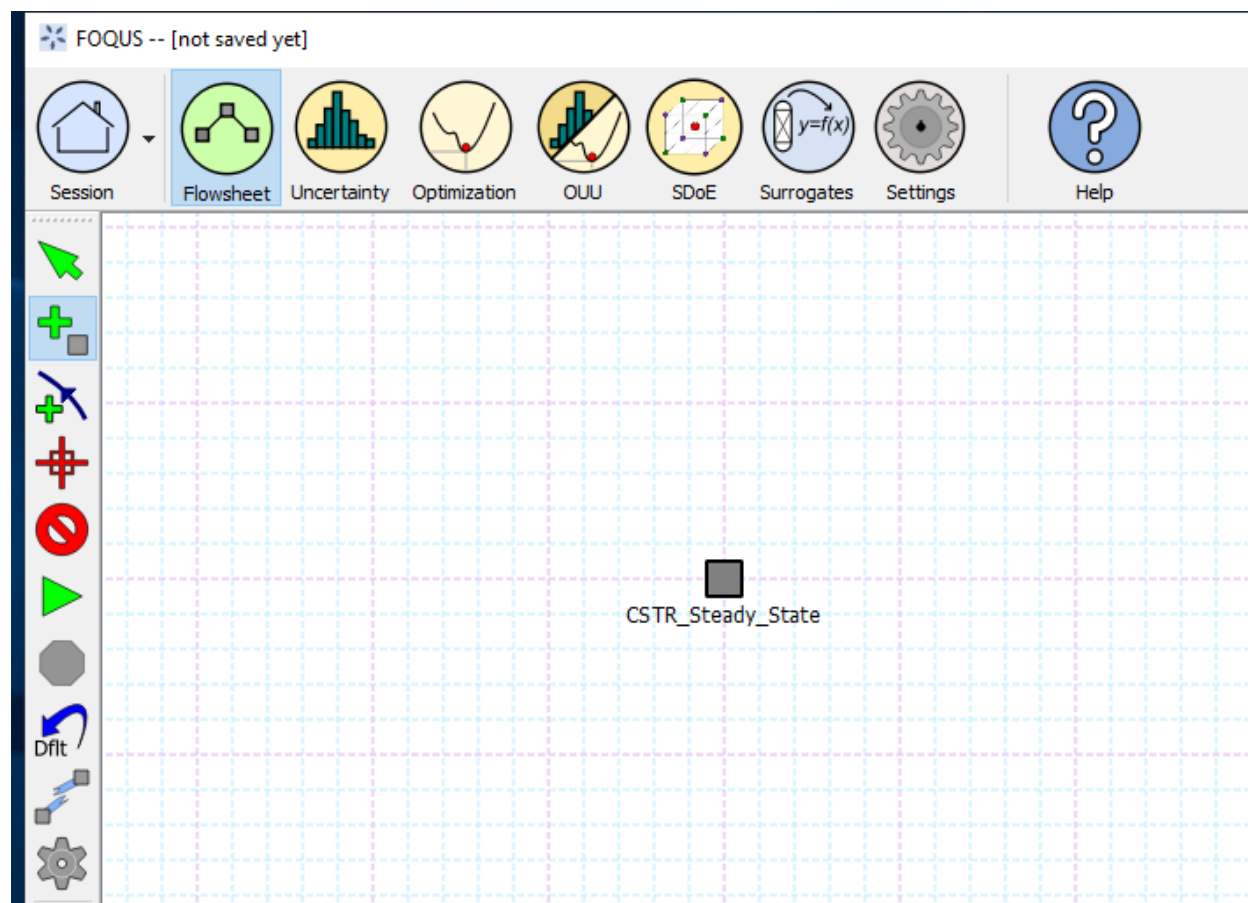 FOQUS -- [not saved yet]
y=f(x)
Session Flowsheet Uncertainty Optimization OUU SDoE Surrogates Settings Help
CSTR_Steady_State
Dflt